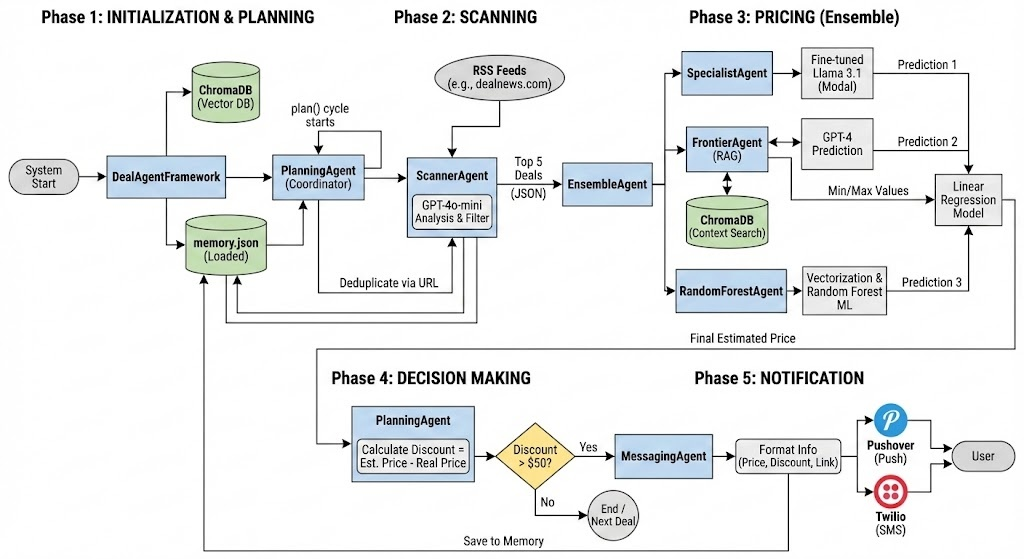 Phase 1: INITIALIZATION & PLANNING
Phase 2: SCANNING
Phase 3: PRICING (Ensemble)
System
Start
DealAgentFramework
ChromaDB
(Vector DB)
memory.json
(Loaded)
plan() cycle
starts
PlanningAgent
(Coordinator)
Deduplicate via URL
RSS Feeds
(e.g., dealnews.com)
ScannerAgent
GPT-4o-mini
Analysis & Filter
Top 5
Deals
(JSON)
EnsembleAgent
SpecialistAgent
Fine-tuned
Llama 3.1
(Modal)
Prediction 1
FrontierAgent
(RAG)
GPT-4
Prediction
Prediction 2
Min/Max Values
ChromaDB
(Context Search)
Linear
Regression
Model
RandomForestAgent
Vectorization &
Random Forest
ML
Prediction 3
Final Estimated Price
Phase 4: DECISION MAKING
Phase 5: NOTIFICATION
PlanningAgent
Calculate Discount =
Est. Price - Real Price
Discount
> $50?
Yes
No
End /
Next Deal
MessagingAgent
Format Info
(Price, Discount, Link)
Pushover
(Push)
Twilio
(SMS)
User
Save to Memory